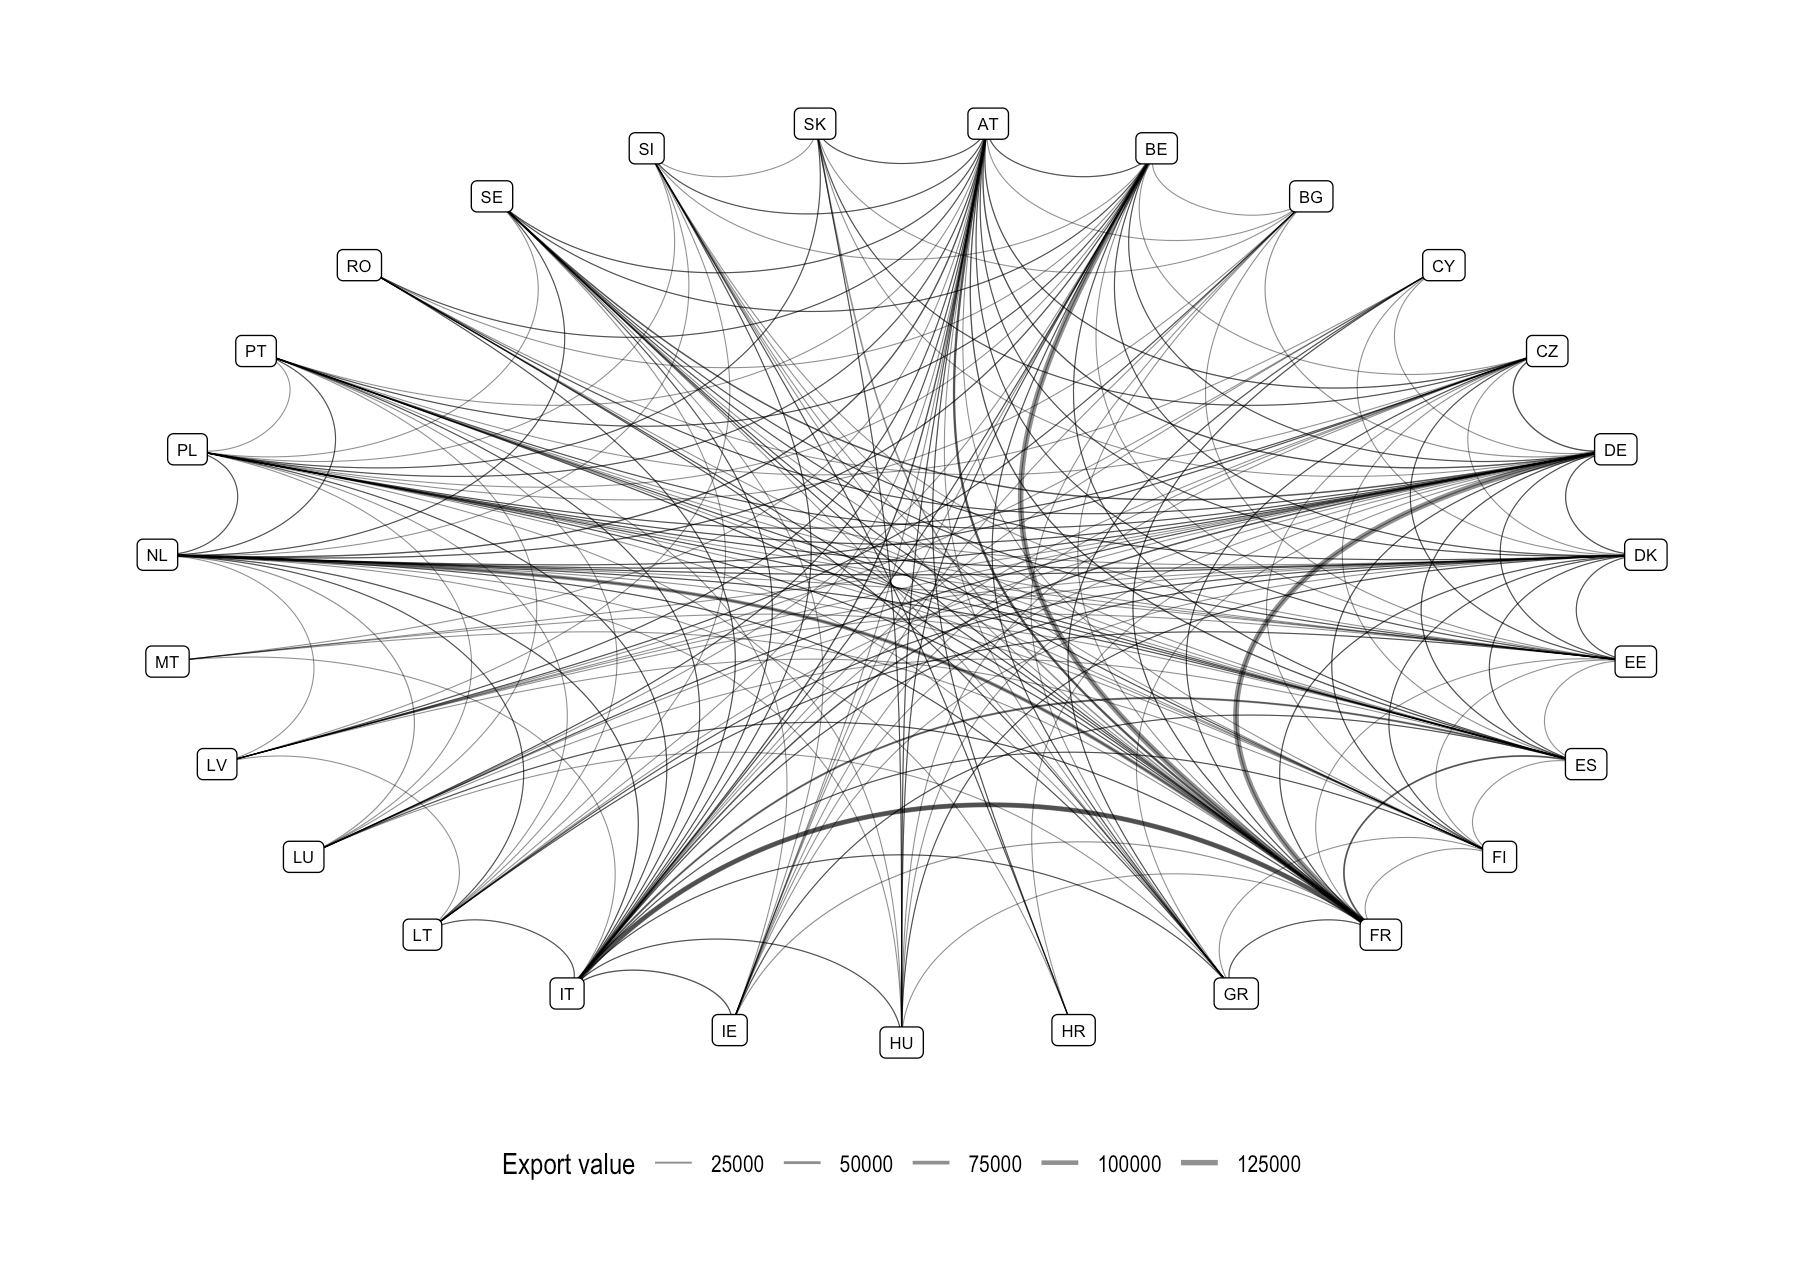 SK
AT
SI
BE
SE
BG
RO
CY
PT
CZ
PL
DE
NL
DK
MT
EE
LV
ES
LU
FI
LT
FR
IT
GR
IE
HR
HU
Export value 25000 50000 75000 100000 125000